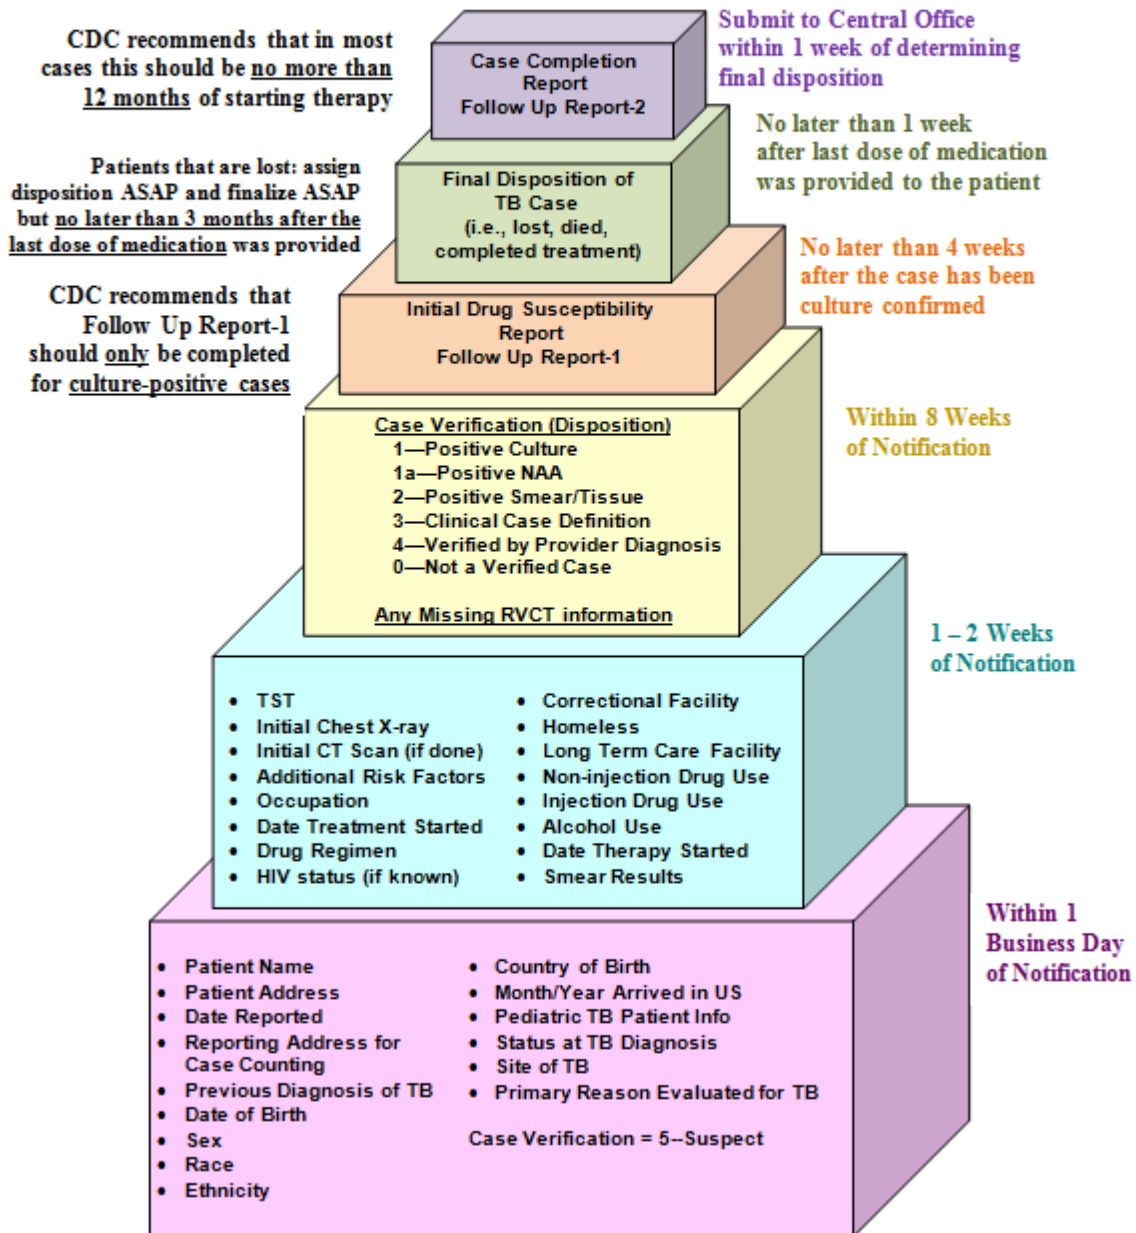 CDC recommends that in most
cases this should be no more than
12 months of starting therapy
Case Completion
Report
Follow Up Report-2
Submit to Central Office
within 1 week of determining
final disposition
Patients that are lost: assign
disposition ASAP and finalize ASAP
but no later than 3 months after the
last dose of medication was provided
Final Disposition of
TB Case
(i.e., lost, died,
completed treatment)
No later than 1 week
after last dose of medication
was provided to the patient
CDC recommends that
Follow Up Report-1
should only be completed
for culture-positive cases
Initial Drug Susceptibility
Report
Follow Up Report-1
No later than 4 weeks
after the case has been
culture confirmed
Case Verification (Disposition)
1—Positive Culture
1a—Positive NAA
2—Positive Smear/Tissue
3—Clinical Case Definition
4—Verified by Provider Diagnosis
0—Not a Verified Case
Any Missing RVCT information
Within 8 Weeks
of Notification
• TST
• Initial Chest X-ray
• Initial CT Scan (if done)
• Additional Risk Factors
• Occupation
• Date Treatment Started
• Drug Regimen
• HIV status (if known)
• Correctional Facility
• Homeless
• Long Term Care Facility
• Non-injection Drug Use
• Injection Drug Use
• Alcohol Use
• Date Therapy Started
• Smear Results
1 – 2 Weeks
of Notification
• Patient Name
• Patient Address
• Date Reported
• Reporting Address for
Case Counting
• Previous Diagnosis of TB
• Date of Birth
• Sex
• Race
• Ethnicity
• Country of Birth
• Month/Year Arrived in US
• Pediatric TB Patient Info
• Status at TB Diagnosis
• Site of TB
• Primary Reason Evaluated for TB
Case Verification = 5--Suspect
Within 1
Business Day
of Notification